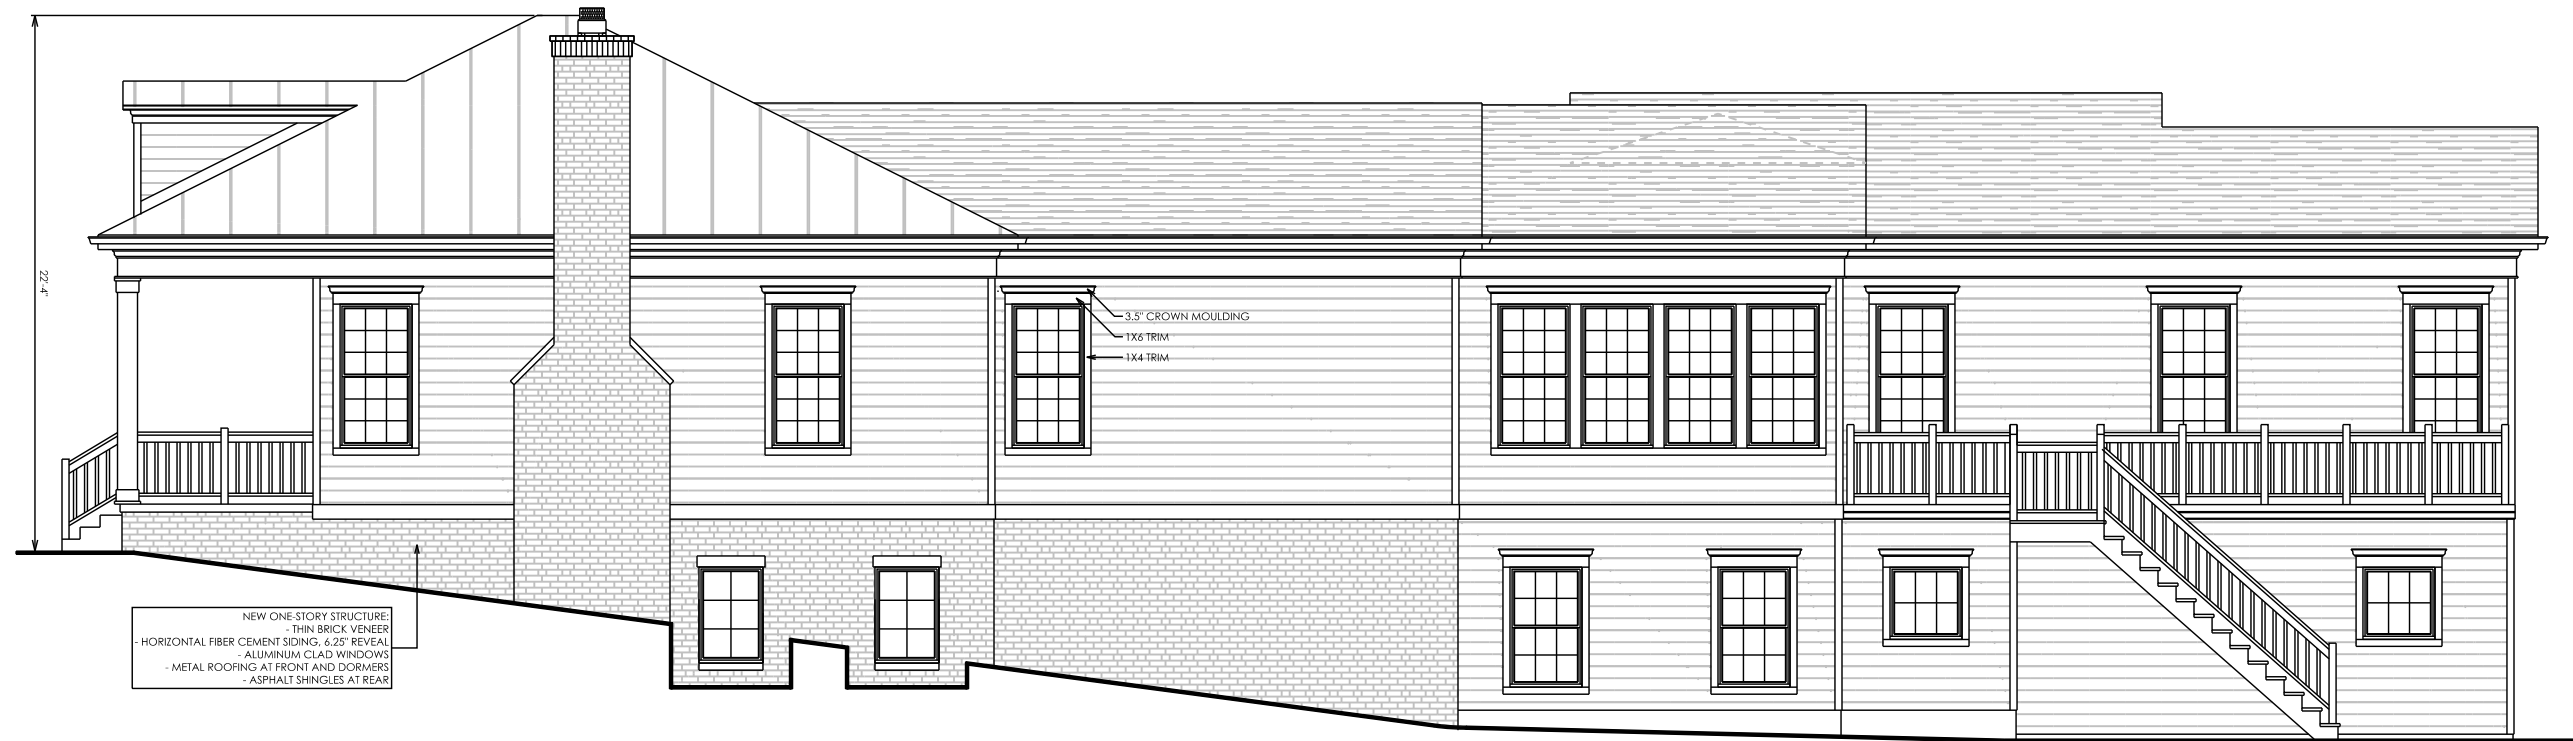 22'-4"
3.5" CROWN MOULDING
1X6 TRIM
1X4 TRIM
NEW ONE-STORY STRUCTURE:
- THIN BRICK VENEER
- HORIZONTAL FIBER CEMENT SIDING, 6.25" REVEAL
- ALUMINUM CLAD WINDOWS
- METAL ROOFING AT FRONT AND DORMERS
- ASPHALT SHINGLES AT REAR